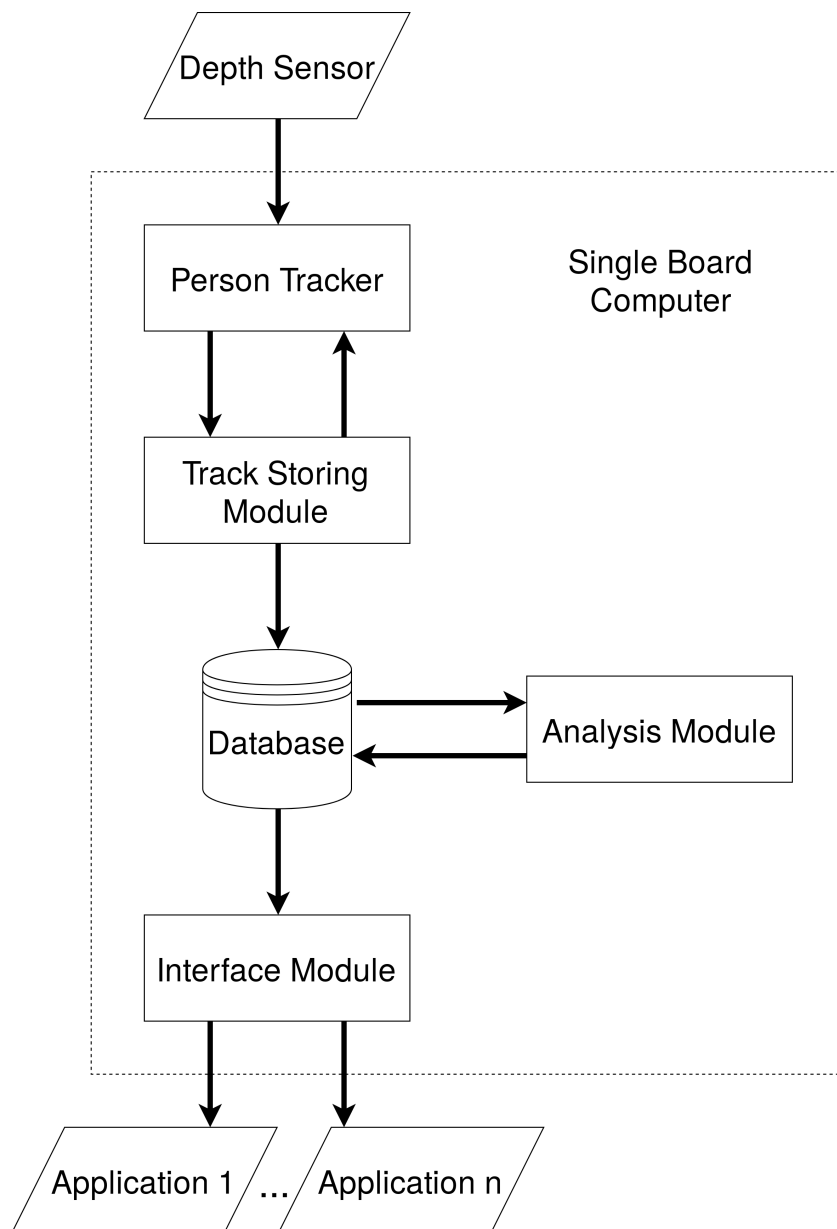 Depth Sensor
Person Tracker
Single Board
Computer
Track Storing
Module
Database
Analysis Module
Interface Module
Application 1 ... Application n